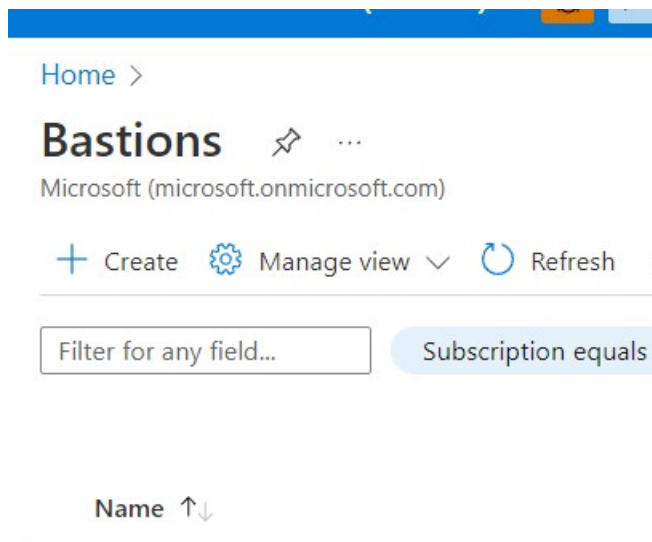 Home >
Bastions ...
Microsoft (microsoft.onmicrosoft.com)
+ Create Manage view Refresh
Filter for any field... Subscription equals
Name ↑↓